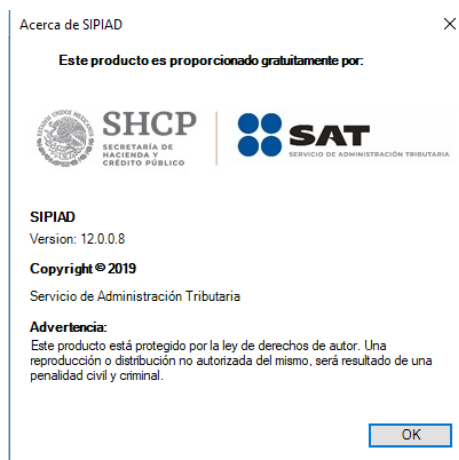 Acerca de SIPIAD
Este producto es proporcionado gratuitamente por:
ESTADOS UNIDOS MEXICANOS
SHCP
SECRETARÍA DE
HACIENDA Y
CRÉDITO PÚBLICO
SAT
SERVICIO DE ADMINISTRACIÓN TRIBUTARIA
SIPIAD
Version: 12.0.0.8
Copyright © 2019
Servicio de Administración Tributaria
Advertencia:
Este producto está protegido por la ley de derechos de autor. Una
reproducción o distribución no autorizada del mismo, será resultado de una
penalidad civil y criminal.
OK